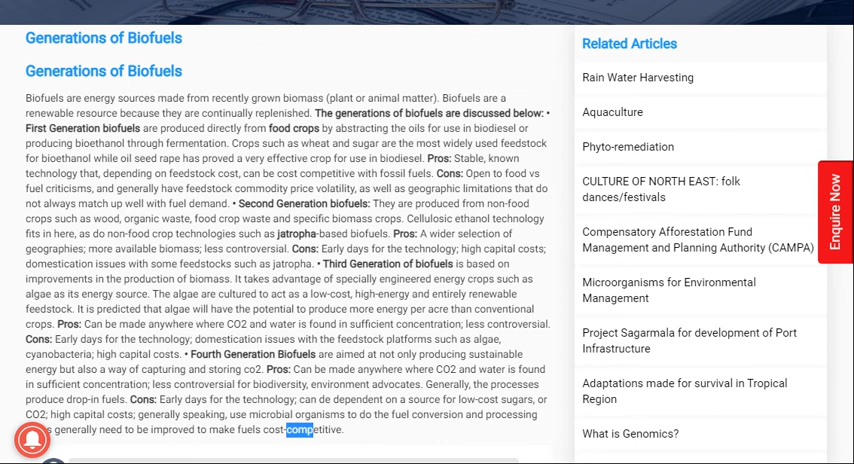 Generations of Biofuels
Generations of Biofuels
Biofuels are energy sources made from recently grown biomass (plant or animal matter). Biofuels are a
renewable resource because they are continually replenished. The generations of biofuels are discussed below: •
First Generation biofuels are produced directly from food crops by abstracting the oils for use in biodiesel or
producing bioethanol through fermentation. Crops such as wheat and sugar are the most widely used feedstock
for bioethanol while oil seed rape has proved a very effective crop for use in biodiesel. Pros: Stable, known
technology that, depending on feedstock cost, can be cost competitive with fossil fuels. Cons: Open to food vs
fuel criticisms, and generally have feedstock commodity price volatility, as well as geographic limitations that do
not always match up well with fuel demand. • Second Generation biofuels: They are produced from non-food
crops such as wood, organic waste, food crop waste and specific biomass crops. Cellulosic ethanol technology
fits in here, as do non-food crop technologies such as jatropha-based biofuels. Pros: A wider selection of
geographies; more available biomass; less controversial. Cons: Early days for the technology; high capital costs;
domestication issues with some feedstocks such as jatropha. • Third Generation of biofuels is based on
improvements in the production of biomass. It takes advantage of specially engineered energy crops such as
algae as its energy source. The algae are cultured to act as a low-cost, high-energy and entirely renewable
feedstock. It is predicted that algae will have the potential to produce more energy per acre than conventional
crops. Pros: Can be made anywhere where CO2 and water is found in sufficient concentration; less controversial.
Cons: Early days for the technology; domestication issues with the feedstock platforms such as algae,
cyanobacteria; high capital costs. • Fourth Generation Biofuels are aimed at not only producing sustainable
energy but also a way of capturing and storing co2. Pros: Can be made anywhere where CO2 and water is found
in sufficient concentration; less controversial for biodiversity, environment advocates. Generally, the processes
produce drop-in fuels. Cons: Early days for the technology; can de dependent on a source for low-cost sugars, or
CO2; high capital costs; generally speaking, use microbial organisms to do the fuel conversion and processing
generally need to be improved to make fuels cost-competitive.
Related Articles
Rain Water Harvesting
Aquaculture
Phyto-remediation
CULTURE OF NORTH EAST: folk
dances/festivals
Compensatory Afforestation Fund
Management and Planning Authority (CAMPA)
Microorganisms for Environmental
Management
Project Sagarmala for development of Port
Infrastructure
Adaptations made for survival in Tropical
Region
What is Genomics?
Enquire Now